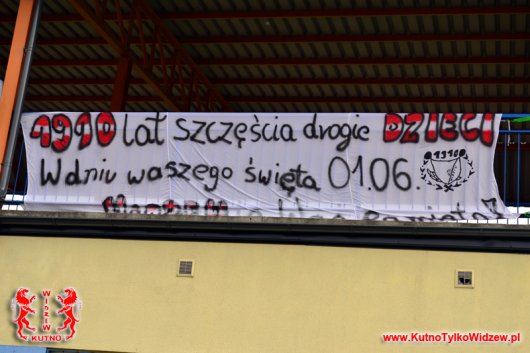 1910 lat szczęścia drogie DZIECI
W dniu waszego święta 01.06.
1910
WIDZEW
KUTNO
www.KutnoTylkoWidzew.pl